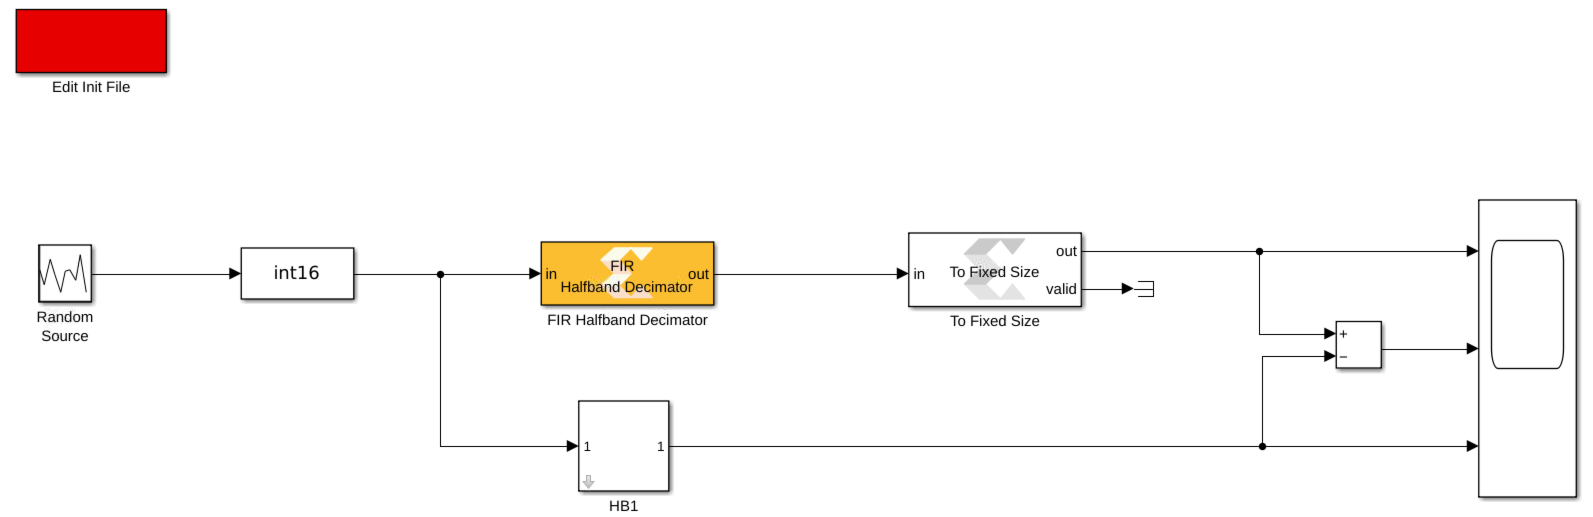 Edit Init File
Random
Source
int16
in
FIR
Halfband Decimator
out
FIR Halfband Decimator
in
To Fixed Size
out
valid
To Fixed Size
+
−
1
1
HB1